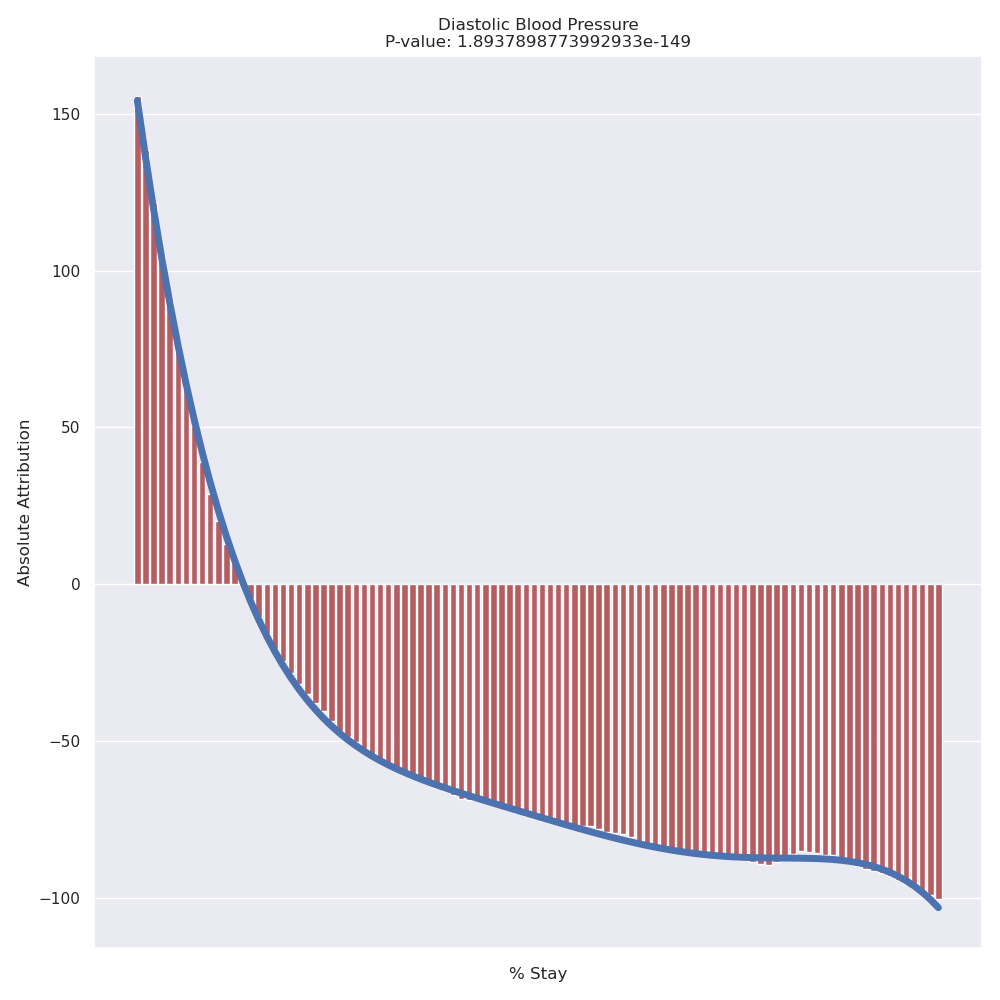 Diastolic Blood Pressure
P-value: 1.8937898773992933e-149
150
100
50
0
−50
−100
Absolute Attribution
% Stay